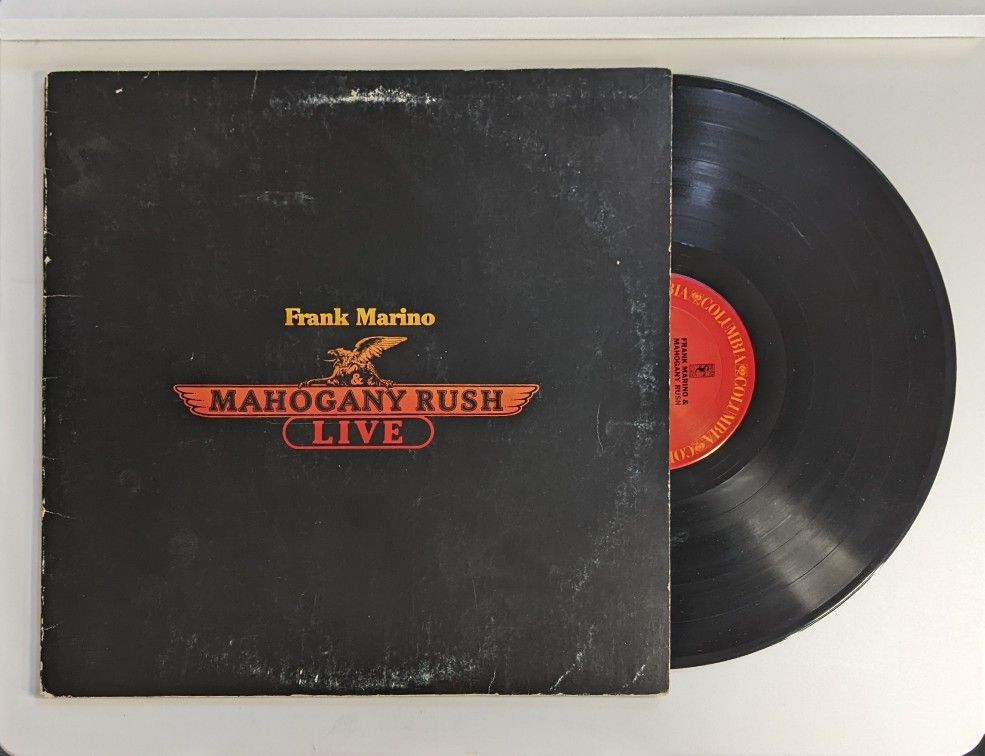 Frank Marino
&
MAHOGANY RUSH
LIVE
COLUMBIA
COLUMBIA
FRANK MARINO &
MAHOGANY RUSH